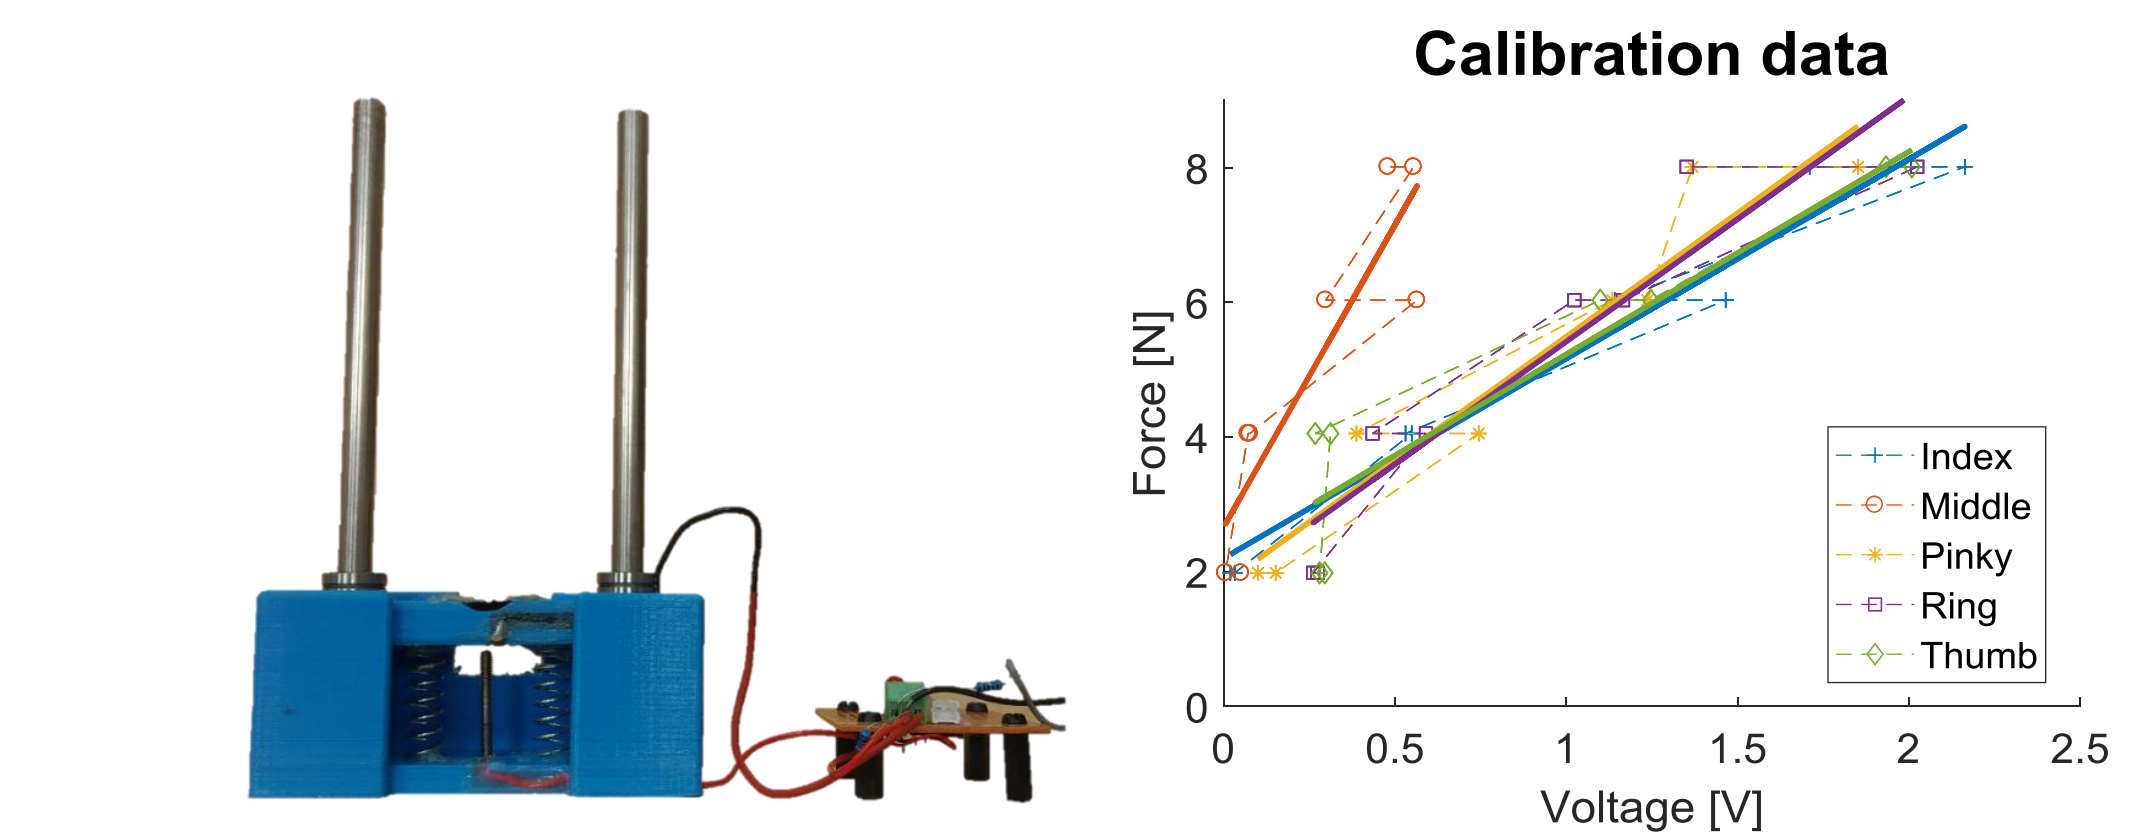 Calibration data
Force [N]
8
6
4
2
0
0 0.5 1 1.5 2 2.5
Voltage [V]
Index
Middle
Pinky
Ring
Thumb